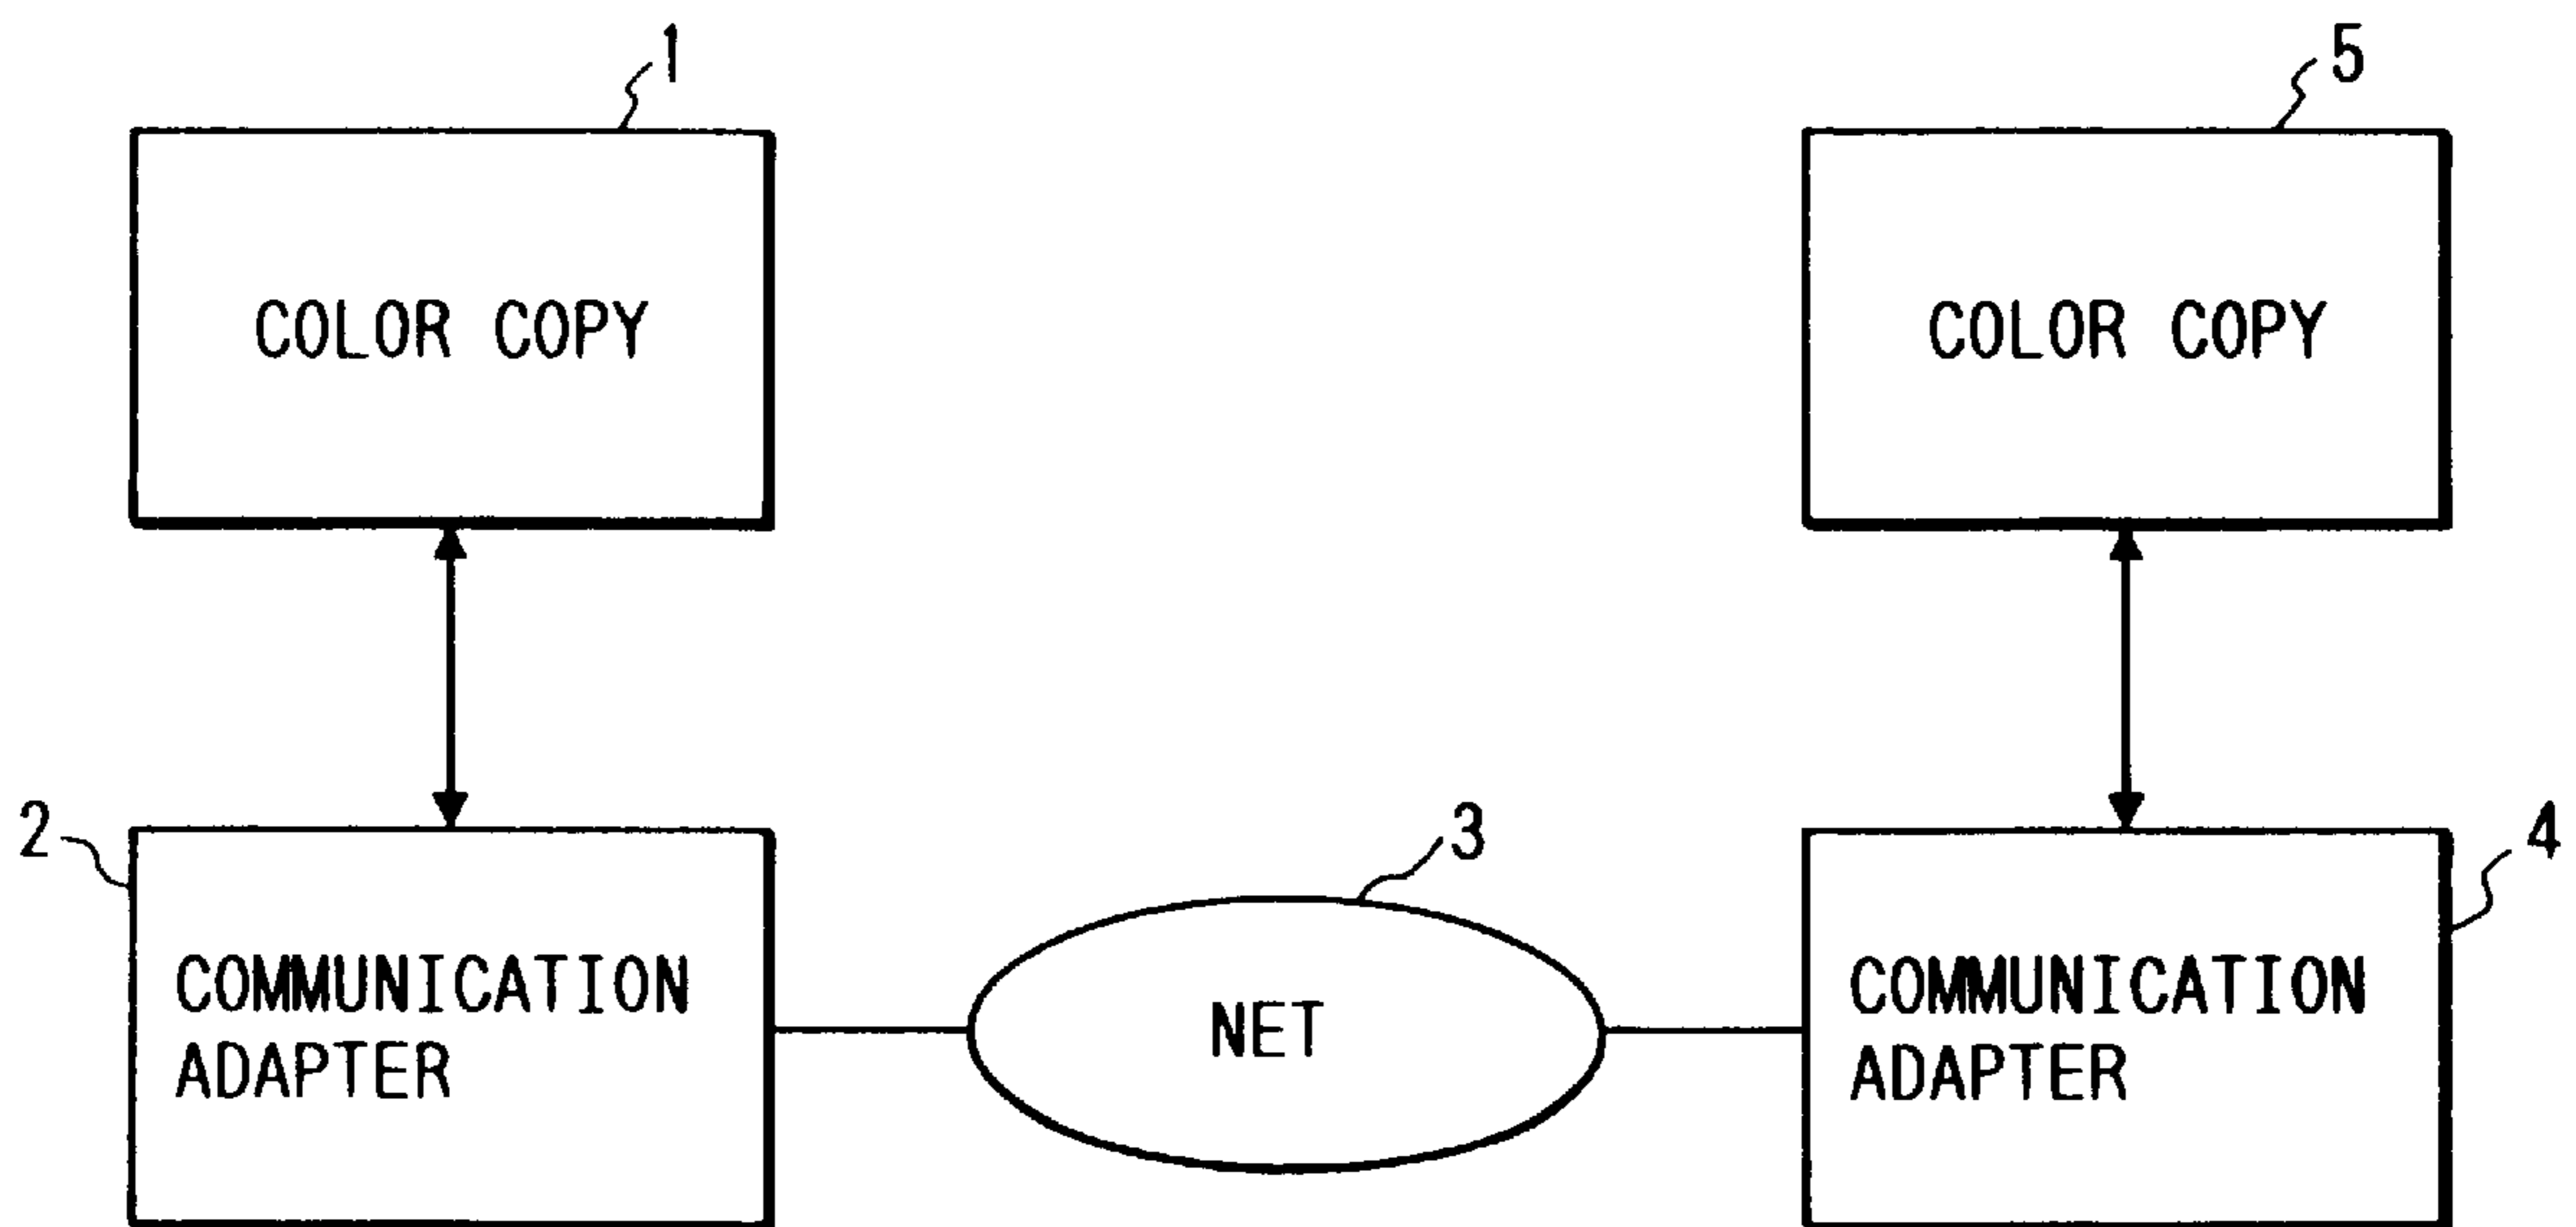 1
5
COLOR COPY
COLOR COPY
2
3
4
COMMUNICATION
ADAPTER
NET
COMMUNICATION
ADAPTER